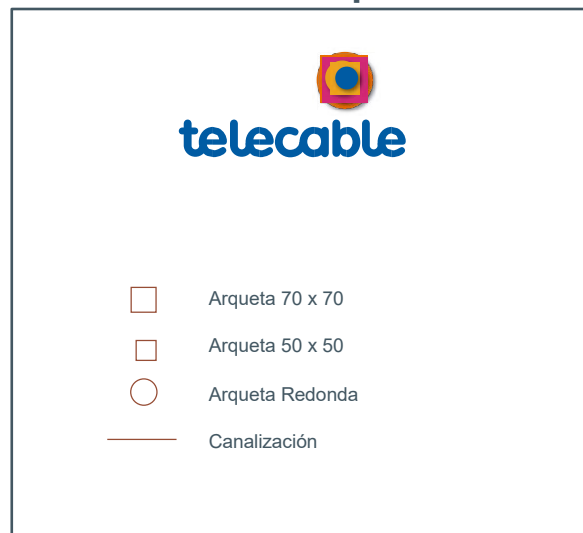 telecable
Arqueta 70 x 70
Arqueta 50 x 50
Arqueta Redonda
Canalización